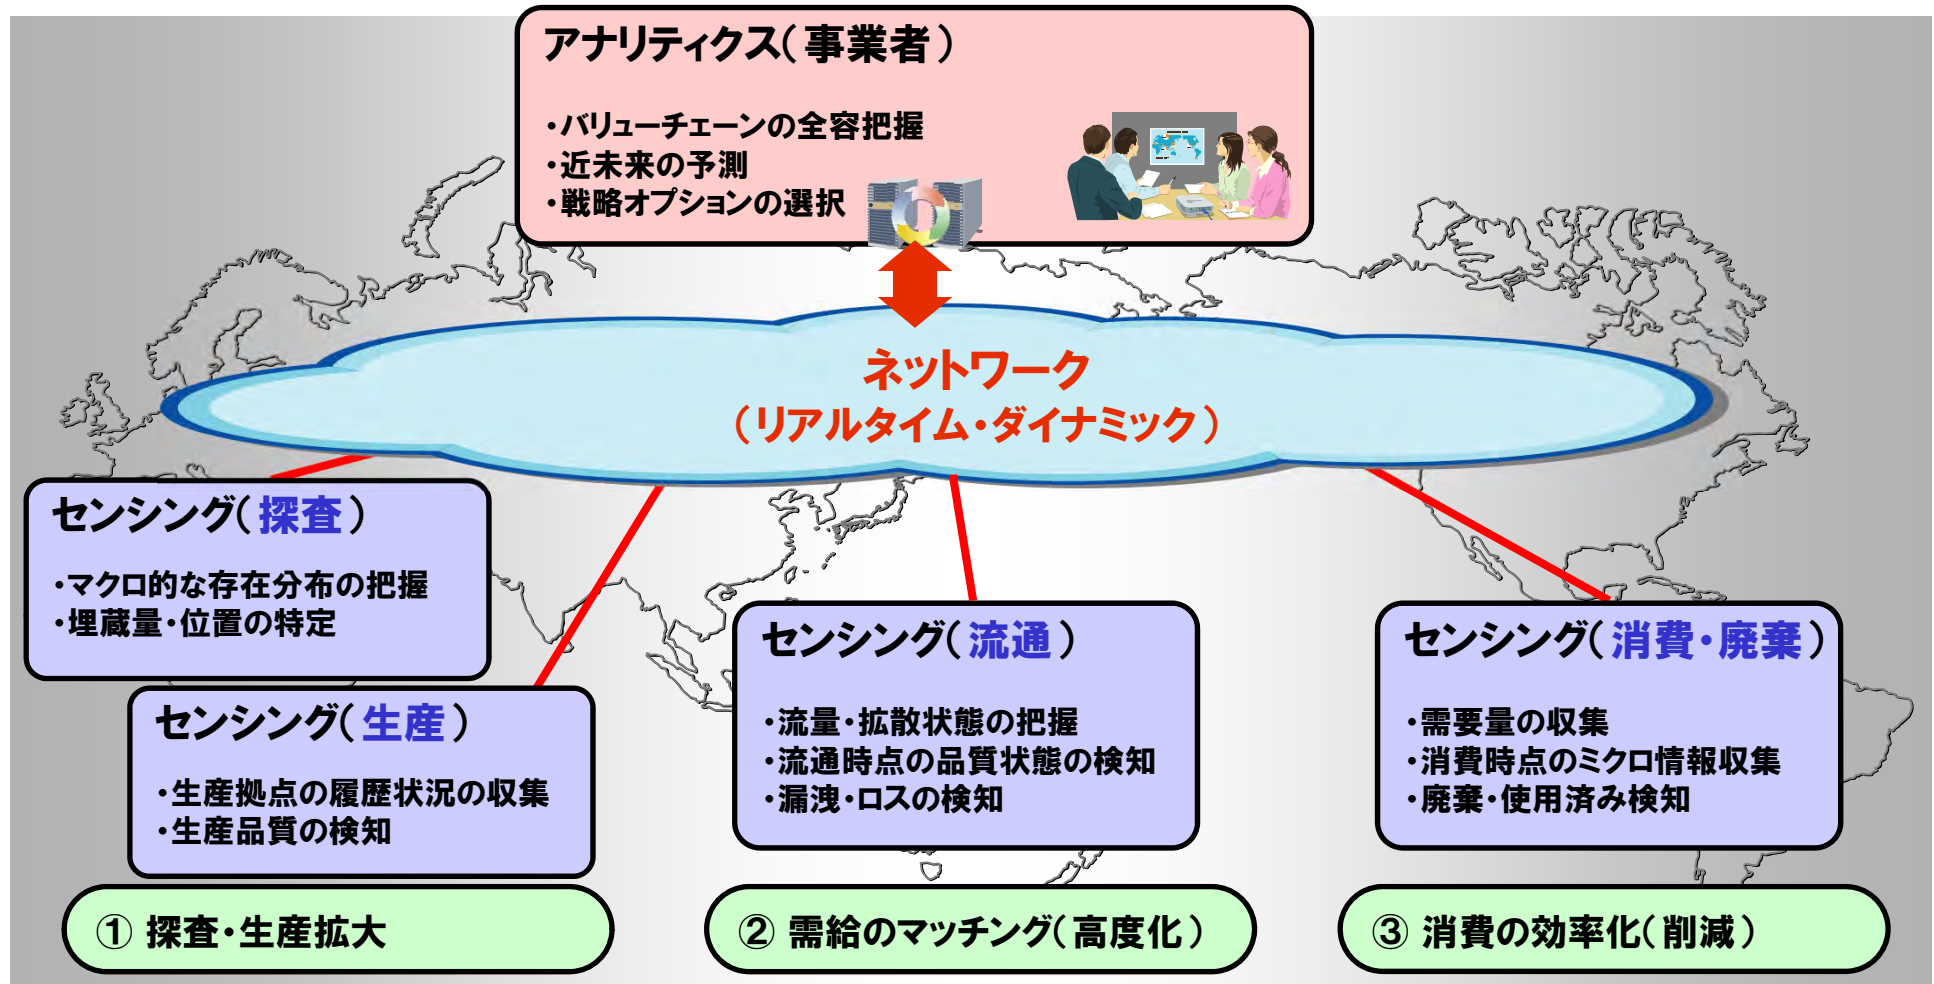 アナリティクス(事業者)
・バリューチェーンの全容把握
・近未来の予測
・戦略オプションの選択
ネットワーク
(リアルタイム・ダイナミック)
センシング(探査)
・マクロ的な存在分布の把握
・埋蔵量・位置の特定
センシング(生産)
・生産拠点の履歴状況の収集
・生産品質の検知
センシング(流通)
・流量・拡散状態の把握
・流通時点の品質状態の検知
・漏洩・ロスの検知
センシング(消費・廃棄)
・需要量の収集
・消費時点のミクロ情報収集
・廃棄・使用済み検知
① 探査・生産拡大
② 需給のマッチング(高度化)
③ 消費の効率化(削減)